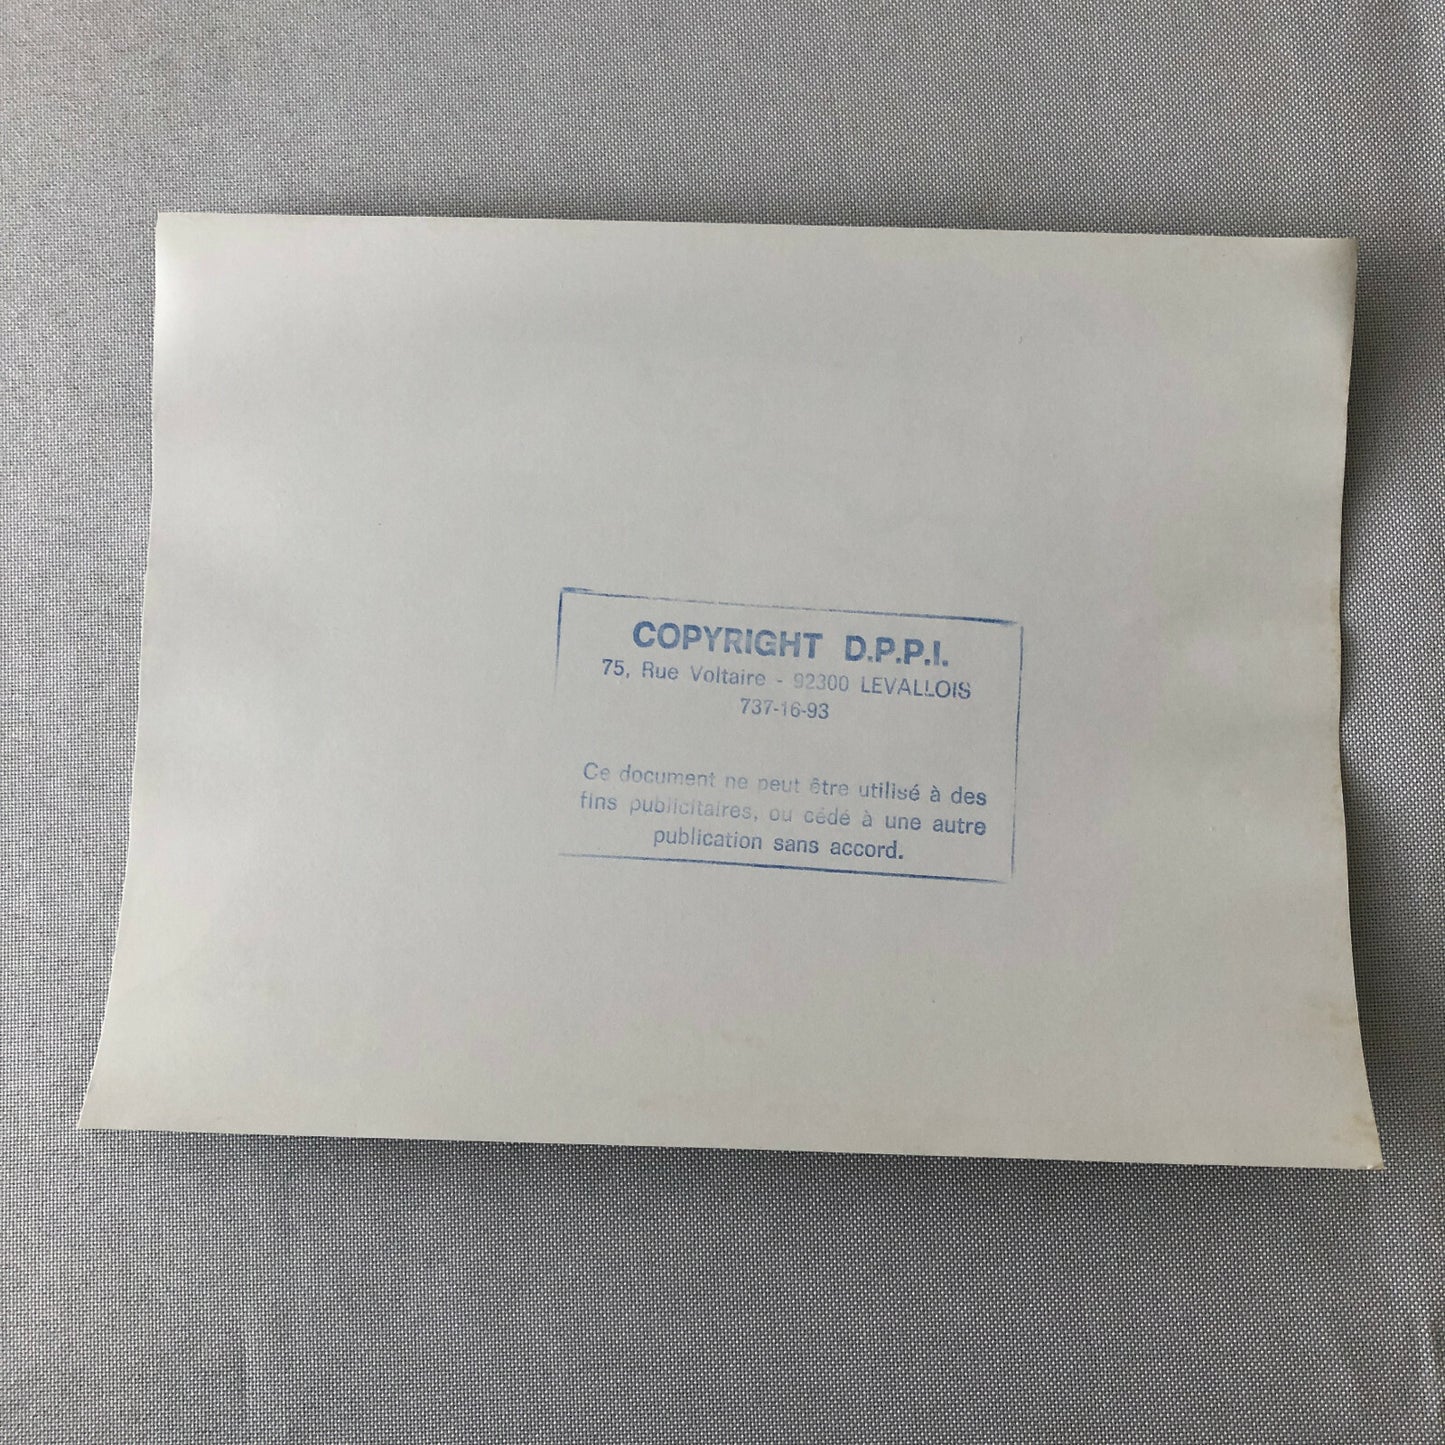 COPYRIGHT D.P.P.I.
75, Rue Voltaire - 92300 LEVALLOIS
737-16-93
Ce document ne peut être utilisé à des
fins publicitaires, ou cédé à une autre
publication sans accord.